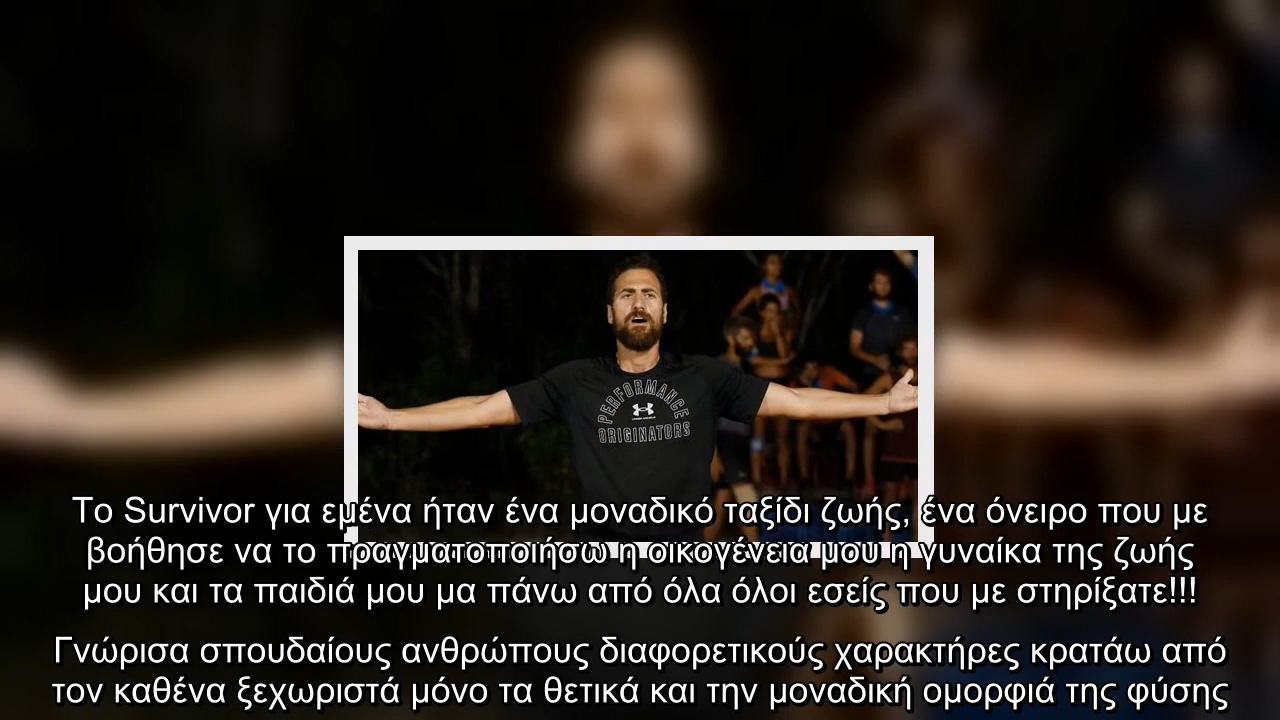 PERFORMANCE
ORIGINATORS
Το Survivor για εμένα ήταν ένα μοναδικό ταξίδι ζωής, ένα όνειρο που με
βοήθησε να το πραγματοποιήσω η οικογένεια μου η γυναίκα της ζωής
μου και τα παιδιά μου μα πάνω από όλα όλοι εσείς που με στηρίξατε!!!
Γνώρισα σπουδαίους ανθρώπους διαφορετικούς χαρακτήρες κρατάω από
τον καθένα ξεχωριστά μόνο τα θετικά και την μοναδική ομορφιά της φύσης